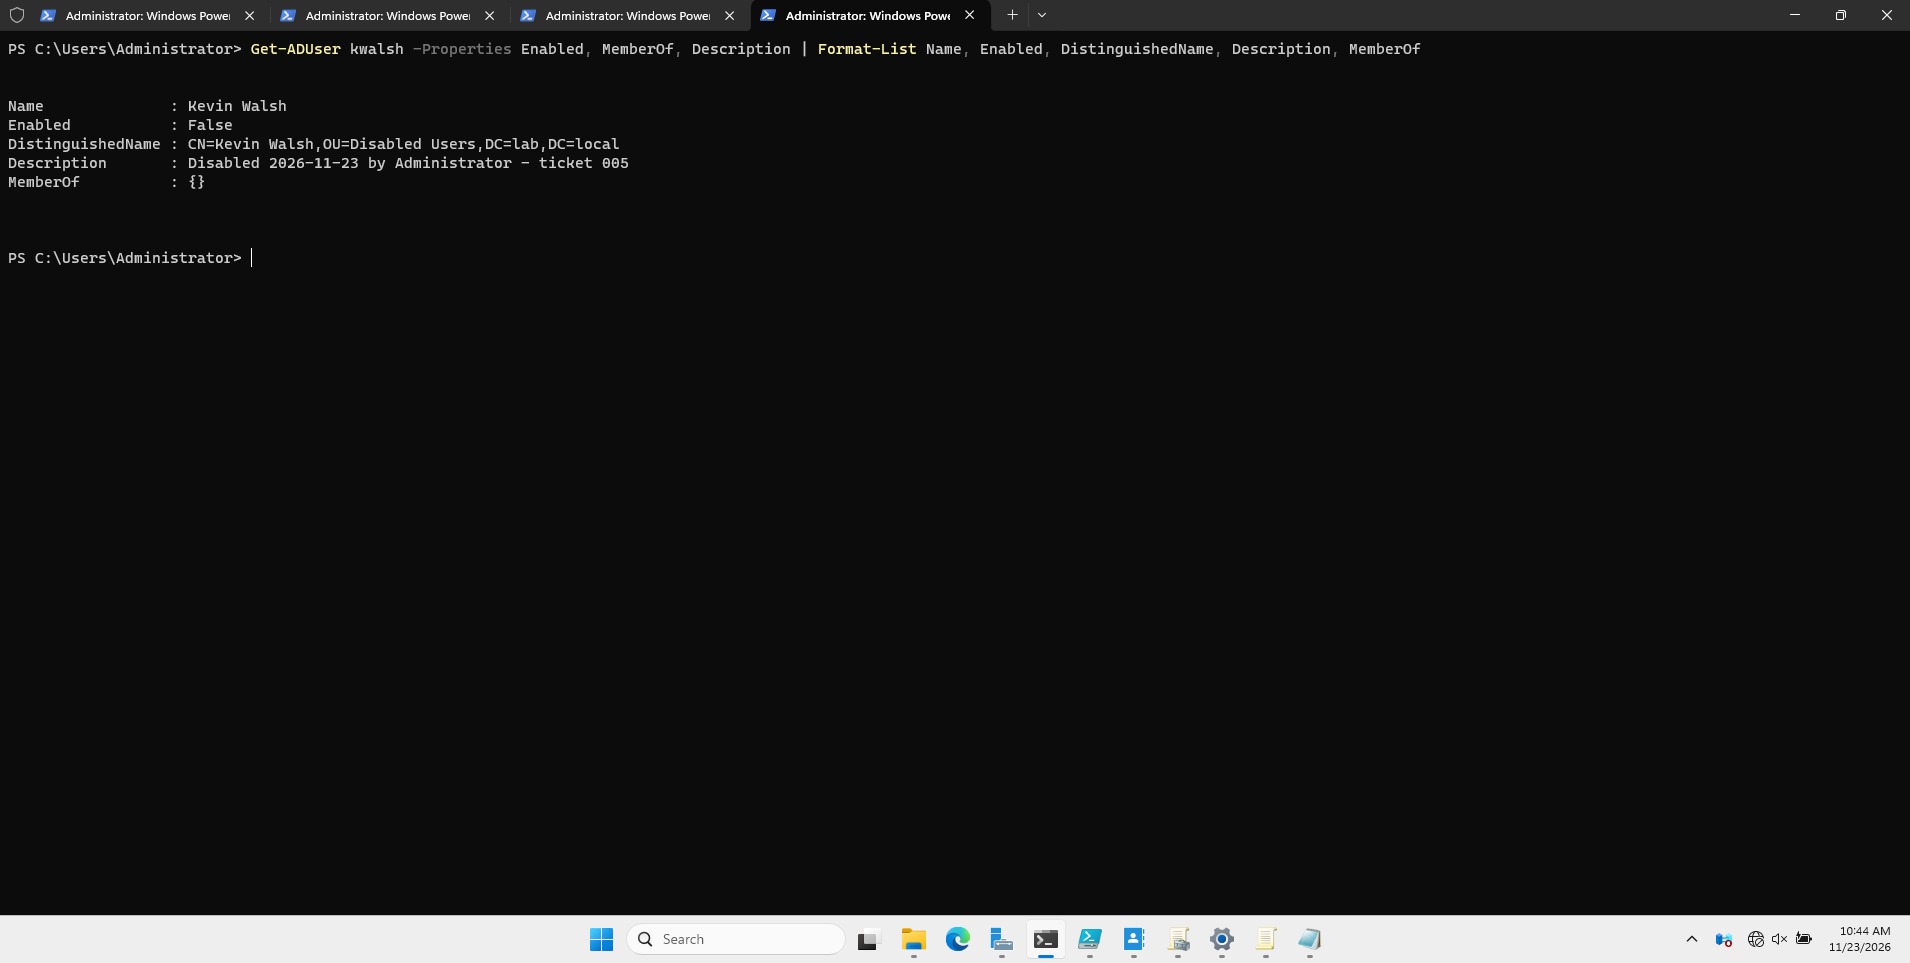 Administrator: Windows Power
Administrator: Windows Power
Administrator: Windows Power
Administrator: Windows Powe
PS C:\Users\Administrator> Get-ADUser kwalsh -Properties Enabled, MemberOf, Description | Format-List Name, Enabled, DistinguishedName, Description, MemberOf
Name              : Kevin Walsh
Enabled           : False
DistinguishedName : CN=Kevin Walsh,OU=Disabled Users,DC=lab,DC=local
Description       : Disabled 2026-11-23 by Administrator - ticket 005
MemberOf          : {}
PS C:\Users\Administrator>
Search
10:44 AM
11/23/2026